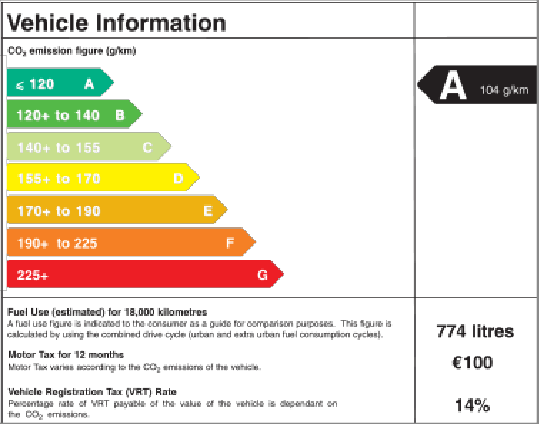 Vehicle Information
CO₂ emission figure (g/km)
≤ 120 A
A 104 g/km
120+ to 140 B
140+ to 155 C
155+ to 170 D
170+ to 190 E
190+ to 225 F
225+ G
Fuel Use (estimated) for 18,000 kilometres
A fuel use figure is indicated to the consumer as a guide for comparison purposes. This figure is
calculated by using the combined drive cycle (urban and extra urban fuel consumption cycles).
774 litres
Motor Tax for 12 months
Motor Tax varies according to the CO₂ emissions of the vehicle.
€100
Vehicle Registration Tax (VRT) Rate
Percentage rate of VRT payable of the value of the vehicle is dependant on
the CO₂ emissions.
14%